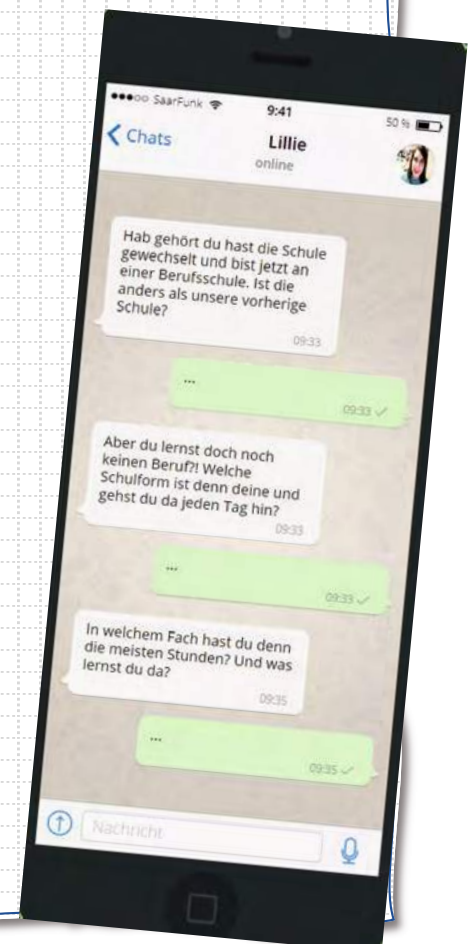 SaarFunk
9:41
50 %
Chats
Lillie
online
Hab gehört du hast die Schule
gewechselt und bist jetzt an
einer Berufsschule. Ist die
anders als unsere vorherige
Schule?
09:33
...
09:33
Aber du lernst doch noch
keinen Beruf?! Welche
Schulform ist denn deine und
gehst du da jeden Tag hin?
09:33
...
09:33
In welchem Fach hast du denn
die meisten Stunden? Und was
lernst du da?
09:35
...
09:35
Nachricht